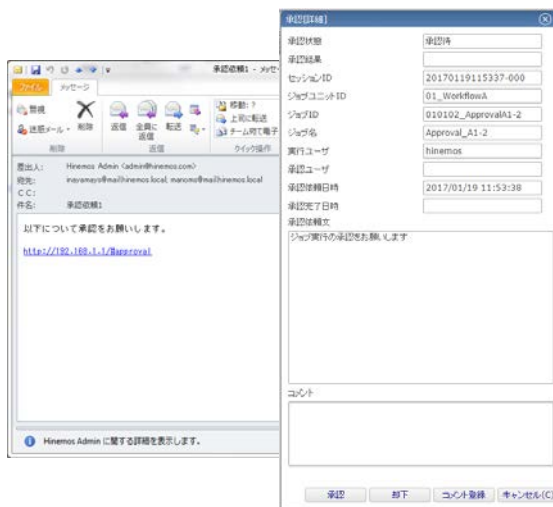 承認依頼1 - メッセージ
ファイル
メッセージ
無視
迷惑メール
削除
返信
全員に
返信
転送
移動: ?
上司に転送
チーム宛て電子
削除
返信
クイック操作
差出人: Hinemos Admin <admin@hinemos.com>
宛先:
CC:
件名: 承認依頼1
以下について承認をお願いします。
http://192.168.1.1/#approval
Hinemos Admin に関する詳細を表示します。
承認[詳細]
承認状態 承認待
承認結果
セッションID 20170119115337-000
ジョブユニットID 01_WorkflowA
ジョブID 010102_ApprovalA1-2
ジョブ名 Approval_A1-2
実行ユーザ hinemos
承認ユーザ
承認依頼日時 2017/01/19 11:53:38
承認完了日時
承認依頼文
ジョブ実行の承認をお願いします
コメント
承認 却下 コメント登録 キャンセル(C)